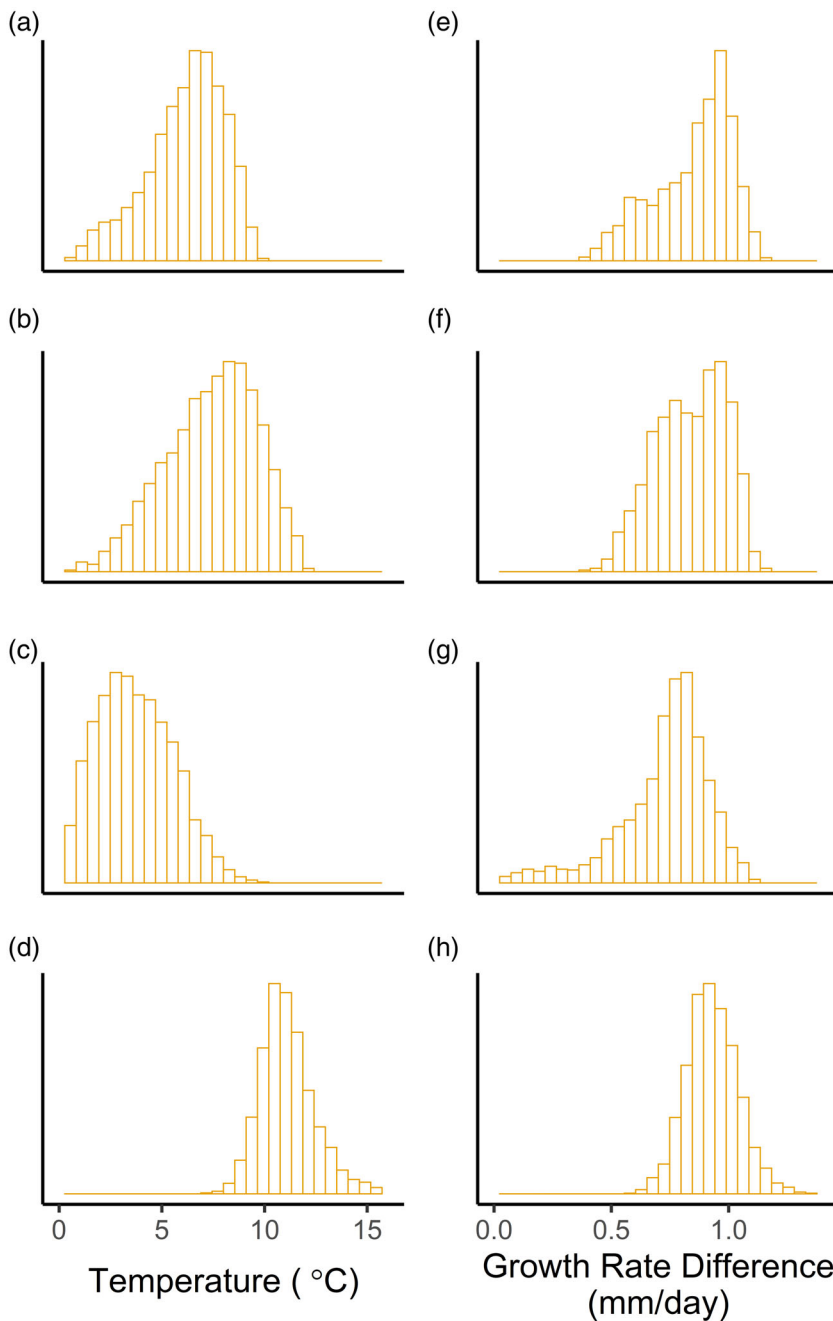 (a)
(e)
(b)
(f)
(c)
(g)
(d)
(h)
0 5 10 15
0.0 0.5 1.0
Temperature ( °C)
Growth Rate Difference
(mm/day)